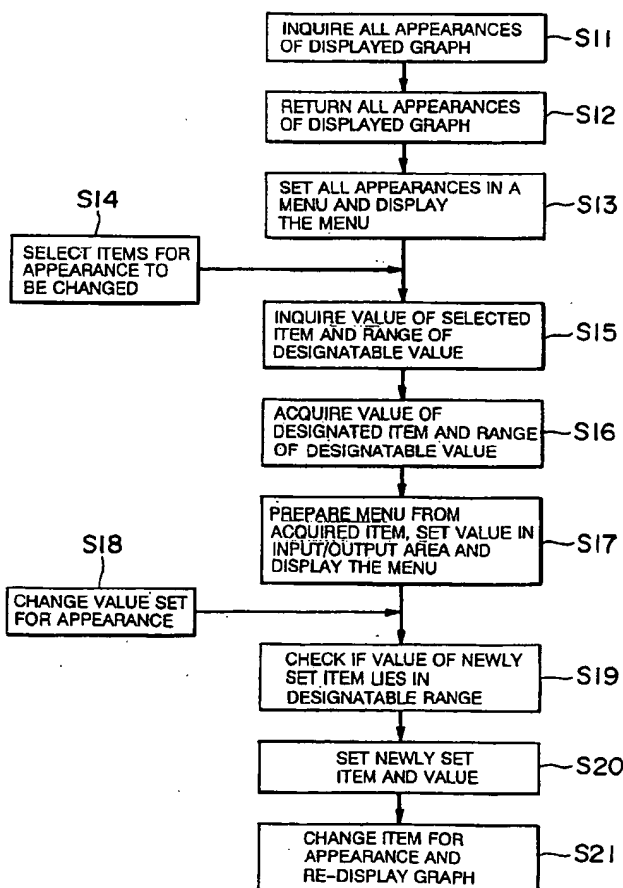 INQUIRE ALL APPEARANCES
OF DISPLAYED GRAPH
S11
RETURN ALL APPEARANCES
OF DISPLAYED GRAPH
S12
SET ALL APPEARANCES IN A
MENU AND DISPLAY
THE MENU
S13
S14
SELECT ITEMS FOR
APPEARANCE TO
BE CHANGED
INQUIRE VALUE OF SELECTED
ITEM AND RANGE OF
DESIGNATABLE VALUE
S15
ACQUIRE VALUE OF
DESIGNATED ITEM AND RANGE
OF DESIGNATABLE VALUE
S16
PREPARE MENU FROM
ACQUIRED ITEM, SET VALUE IN
INPUT/OUTPUT AREA AND
DISPLAY THE MENU
S17
S18
CHANGE VALUE SET
FOR APPEARANCE
CHECK IF VALUE OF NEWLY
SET ITEM LIES IN
DESIGNATABLE RANGE
S19
SET NEWLY SET
ITEM AND VALUE
S20
CHANGE ITEM FOR
APPEARANCE AND
RE-DISPLAY GRAPH
S21